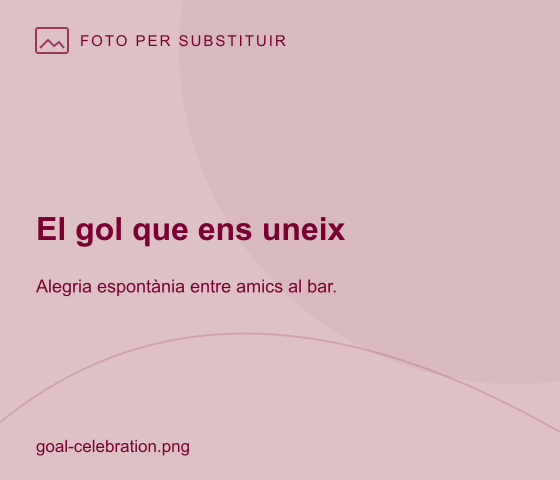 FOTO PER SUBSTITUIR
El gol que ens uneix
Alegria espontània entre amics al bar.
goal-celebration.png